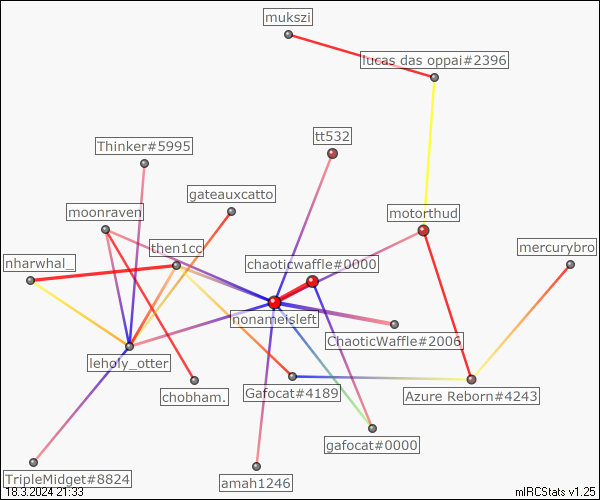 mukszi
lucas das oppai#2396
tt532
Thinker#5995
gateauxcatto
moonraven
motorthud
then1cc
mercurybro
nharwhal_
chaoticwaffle#0000
nonameisleft
ChaoticWaffle#2006
leholy_otter
chobham.
Gafocat#4189
Azure Reborn#4243
gafocat#0000
TripleMidget#8824
amah1246
18.3.2024 21:33
mIRCStats v1.25